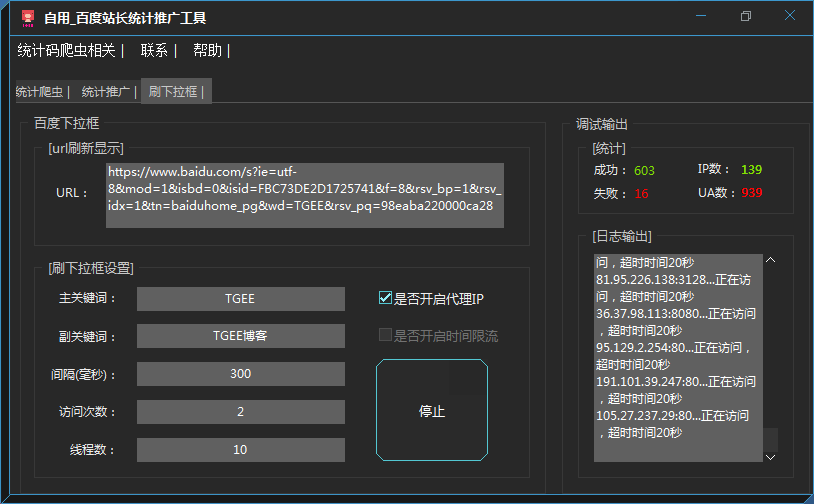 自用_百度站长统计推广工具
统计码爬虫相关 | 联系 | 帮助 |
统计爬虫 | 统计推广 | 刷下拉框 |
百度下拉框
[url刷新显示]
URL：
https://www.baidu.com/s?ie=utf-
8&mod=1&isbd=0&isid=FBC73DE2D1725741&f=8&rsv_bp=1&rsv_
idx=1&tn=baiduhome_pg&wd=TGEE&rsv_pq=98eaba220000ca28
[刷下拉框设置]
主关键词： TGEE
副关键词： TGEE博客
间隔(毫秒)： 300
访问次数： 2
线程数： 10
是否开启代理IP
是否开启时间限流
停止
调试输出
[统计]
成功： 603 IP数： 139
失败： 16 UA数： 939
[日志输出]
问，超时时间20秒
81.95.226.138:3128...正在访
问，超时时间20秒
36.37.98.113:8080...正在访问
，超时时间20秒
95.129.2.254:80...正在访问，
超时时间20秒
191.101.39.247:80...正在访问
，超时时间20秒
105.27.237.29:80...正在访问
，超时时间20秒